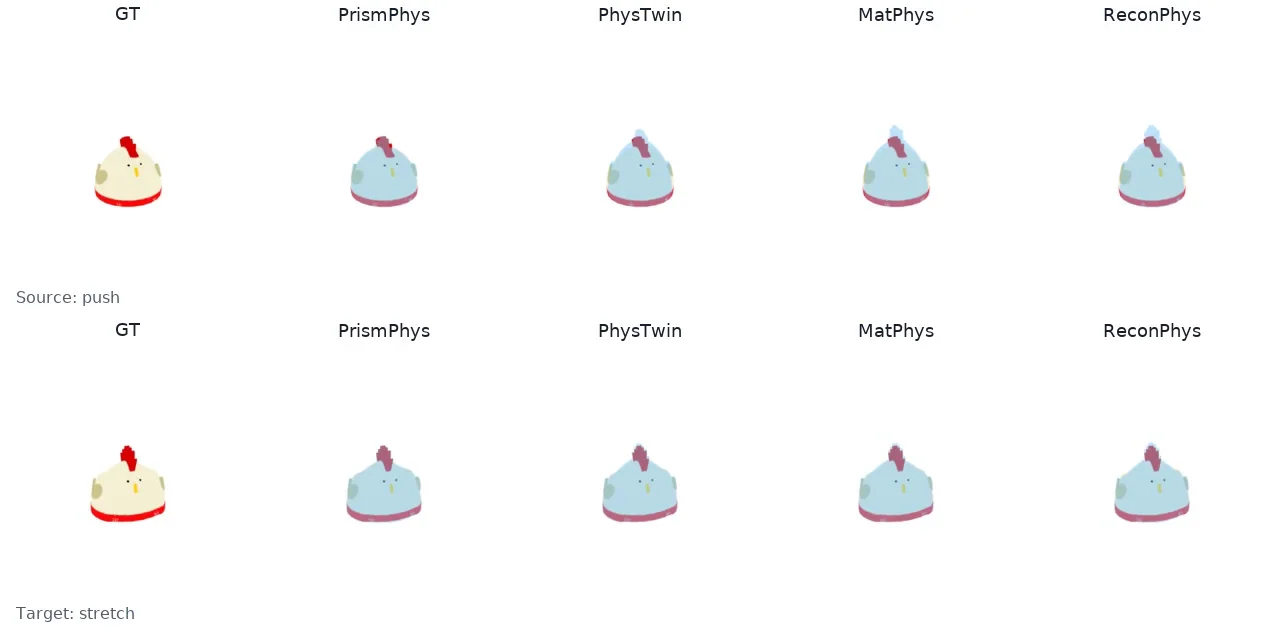 GT PrismPhys PhysTwin MatPhys ReconPhys
Source: push
GT PrismPhys PhysTwin MatPhys ReconPhys
Target: stretch